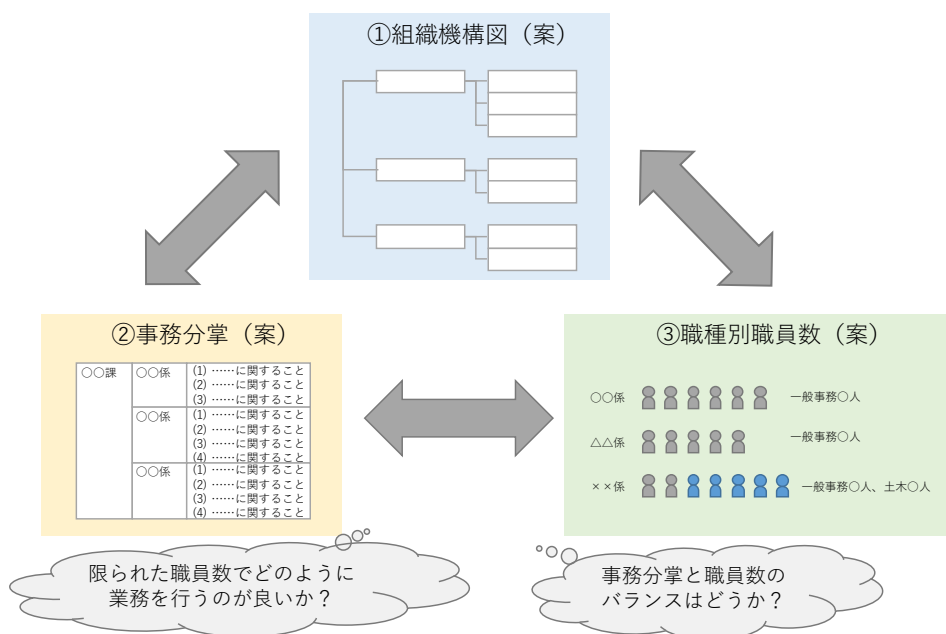 ①組織機構図（案）
②事務分掌（案）
○○課
○○係
(1) ……に関すること
(2) ……に関すること
(3) ……に関すること
○○係
(1) ……に関すること
(2) ……に関すること
(3) ……に関すること
(4) ……に関すること
○○係
(1) ……に関すること
(2) ……に関すること
(3) ……に関すること
(4) ……に関すること
限られた職員数でどのように
業務を行うのが良いか？
③職種別職員数（案）
○○係 一般事務○人
△△係 一般事務○人
××係 一般事務○人、土木○人
事務分掌と職員数の
バランスはどうか？